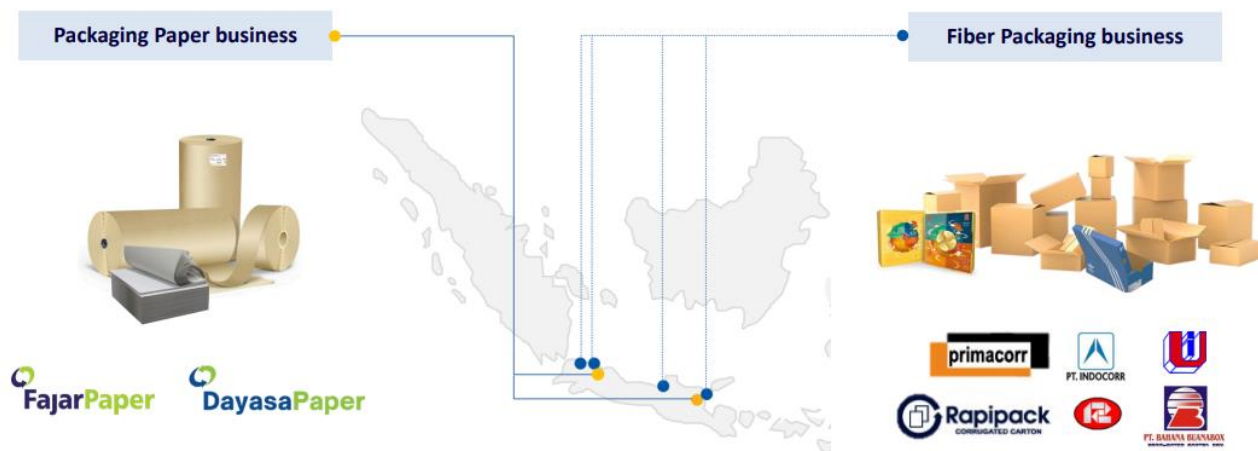 Packaging Paper business
Fiber Packaging business
FajarPaper
DayasaPaper
primacorr
PT. INDOCORR
Rapipack
CORRUGATED CARTON
PT. BAHANA BUANABOX